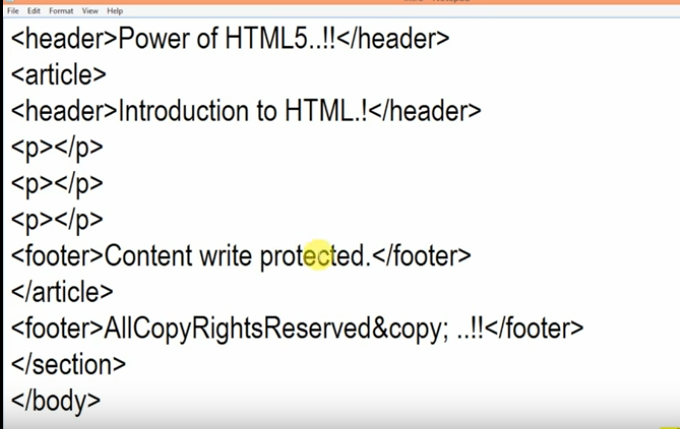 File Edit Format View Help
<header>Power of HTML5..!!</header>
<article>
<header>Introduction to HTML.!</header>
<p></p>
<p></p>
<p></p>
<footer>Content write protected.</footer>
</article>
<footer>AllCopyRightsReserved&copy; ..!!</footer>
</section>
</body>